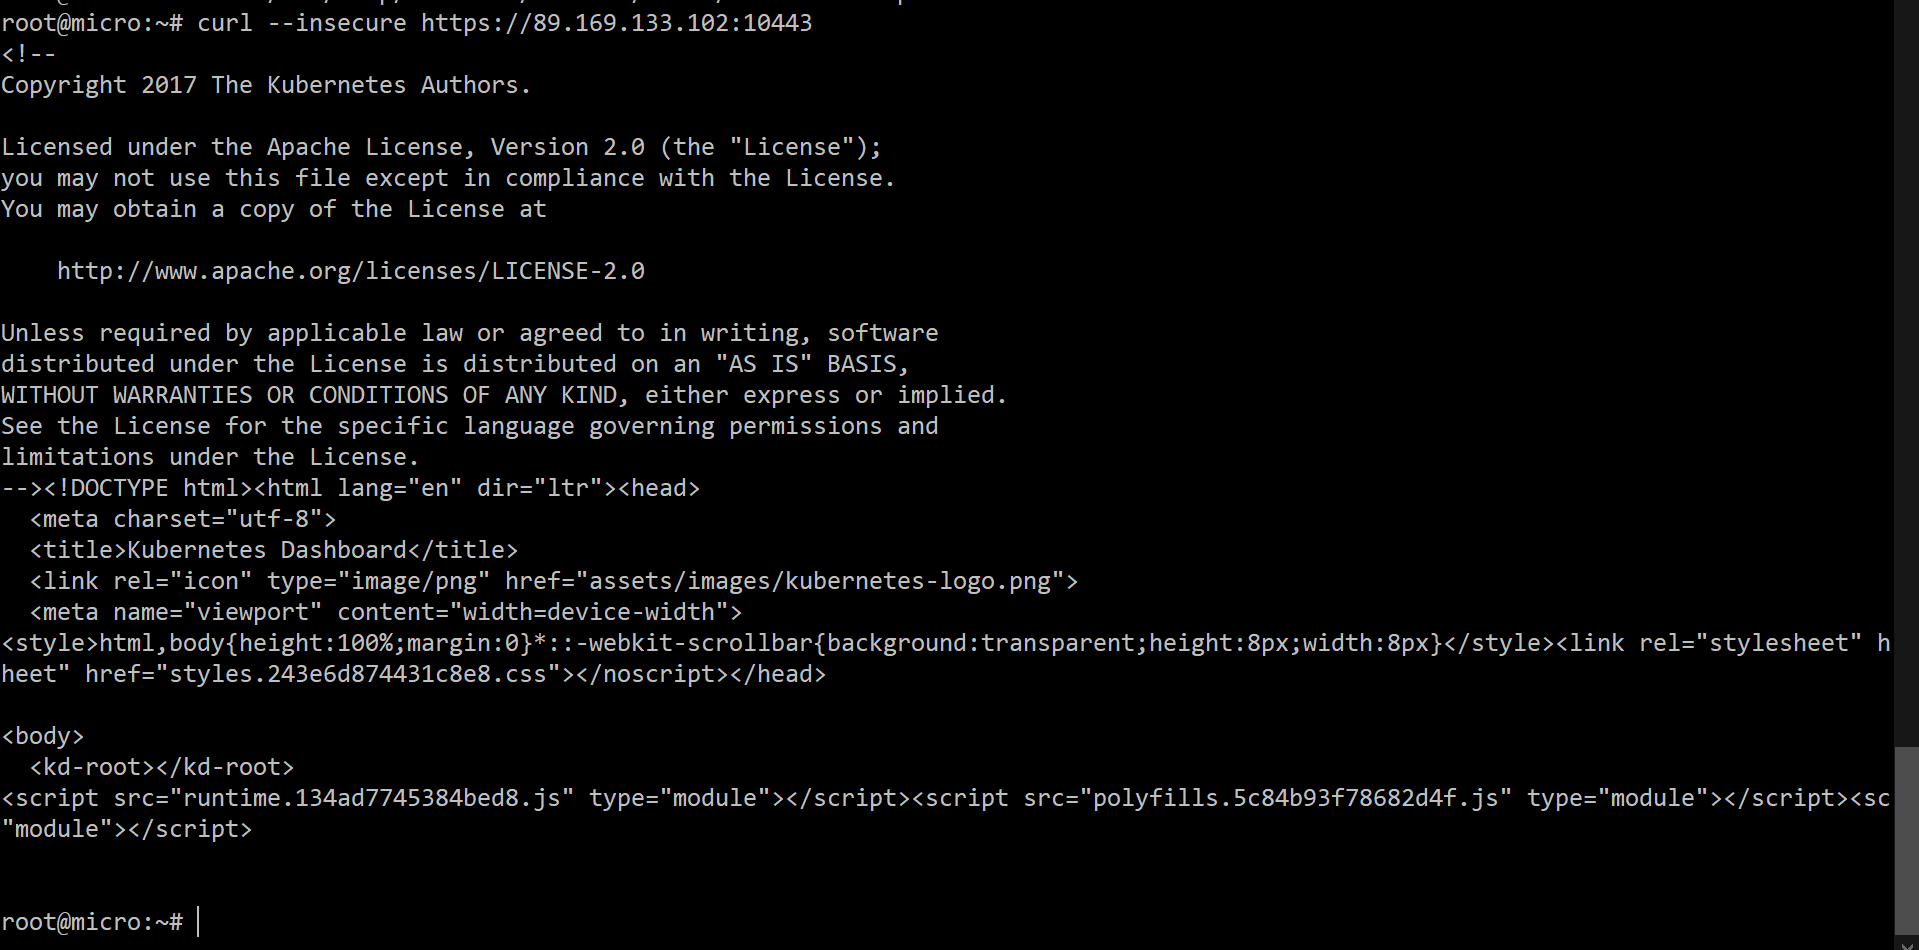 root@micro:~# curl --insecure https://89.169.133.102:10443
<!--
Copyright 2017 The Kubernetes Authors.

Licensed under the Apache License, Version 2.0 (the "License");
you may not use this file except in compliance with the License.
You may obtain a copy of the License at

    http://www.apache.org/licenses/LICENSE-2.0

Unless required by applicable law or agreed to in writing, software
distributed under the License is distributed on an "AS IS" BASIS,
WITHOUT WARRANTIES OR CONDITIONS OF ANY KIND, either express or implied.
See the License for the specific language governing permissions and
limitations under the License.
--><!DOCTYPE html><html lang="en" dir="ltr"><head>
  <meta charset="utf-8">
  <title>Kubernetes Dashboard</title>
  <link rel="icon" type="image/png" href="assets/images/kubernetes-logo.png">
  <meta name="viewport" content="width=device-width">
<style>html,body{height:100%;margin:0}*::-webkit-scrollbar{background:transparent;height:8px;width:8px}</style><link rel="stylesheet" h
heet" href="styles.243e6d874431c8e8.css"></noscript></head>

<body>
  <kd-root></kd-root>
<script src="runtime.134ad7745384bed8.js" type="module"></script><script src="polyfills.5c84b93f78682d4f.js" type="module"></script><sc
"module"></script>


root@micro:~#